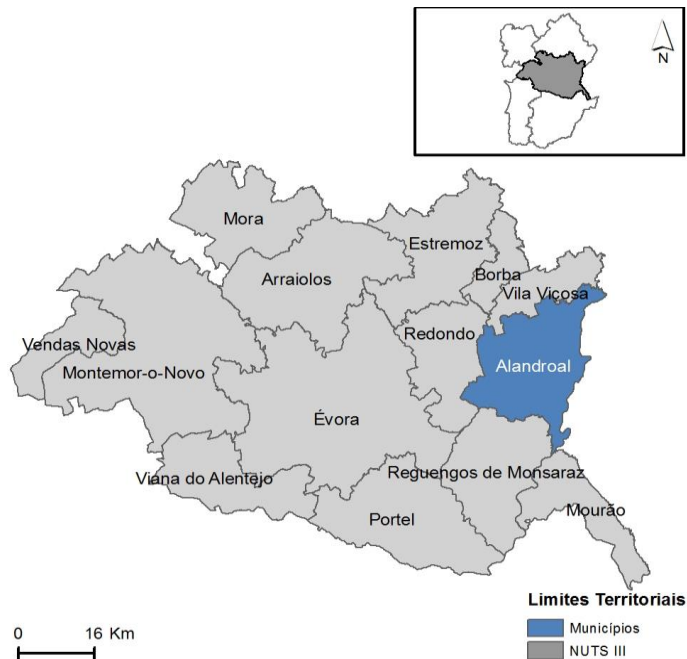 N
Mora
Estremoz
Arraiolos
Borba
Vila Viçosa
Redondo
Vendas Novas
Alandroal
Montemor-o-Novo
Évora
Viana do Alentejo
Reguengos de Monsaraz
Mourão
Portel
Limites Territoriais
0 16 Km
Municípios
NUTS III